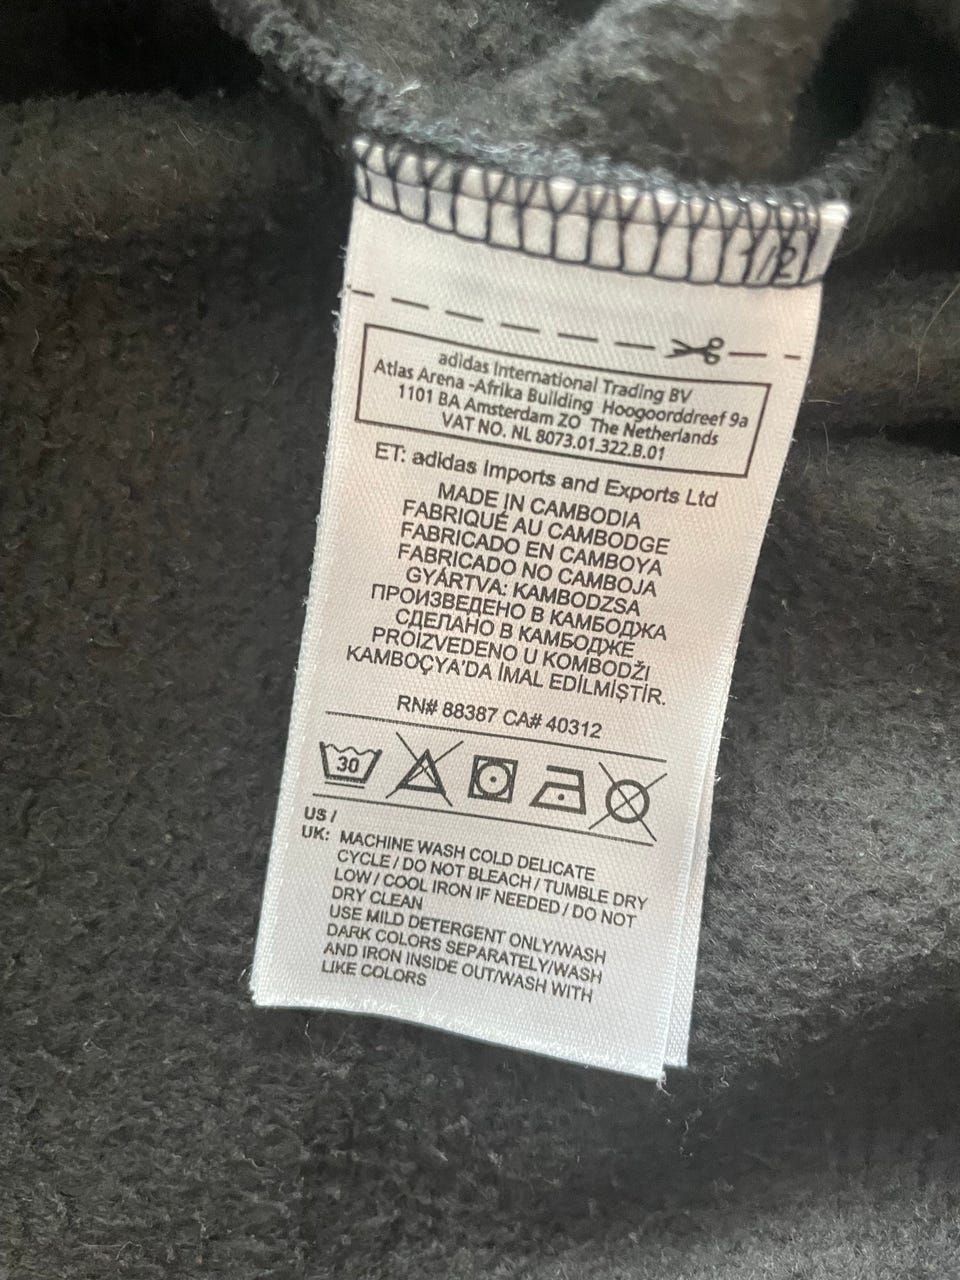 1/2
adidas International Trading BV
Atlas Arena -Afrika Building Hoogoorddreef 9a
1101 BA Amsterdam ZO The Netherlands
VAT NO. NL 8073.01.322.B.01
ET: adidas Imports and Exports Ltd
MADE IN CAMBODIA
FABRIQUÉ AU CAMBODGE
FABRICADO EN CAMBOYA
FABRICADO NO CAMBOJA
GYÁRTVA: KAMBODZSA
ПРОИЗВЕДЕНО В КАМБОДЖА
СДЕЛАНО В КАМБОДЖЕ
PROIZVEDENO U KOMBODŽI
KAMBOÇYA'DA İMAL EDİLMİŞTİR.
RN# 88387 CA# 40312
30
US /
UK: MACHINE WASH COLD DELICATE
CYCLE / DO NOT BLEACH / TUMBLE DRY
LOW / COOL IRON IF NEEDED / DO NOT
DRY CLEAN
USE MILD DETERGENT ONLY/WASH
DARK COLORS SEPARATELY/WASH
AND IRON INSIDE OUT/WASH WITH
LIKE COLORS